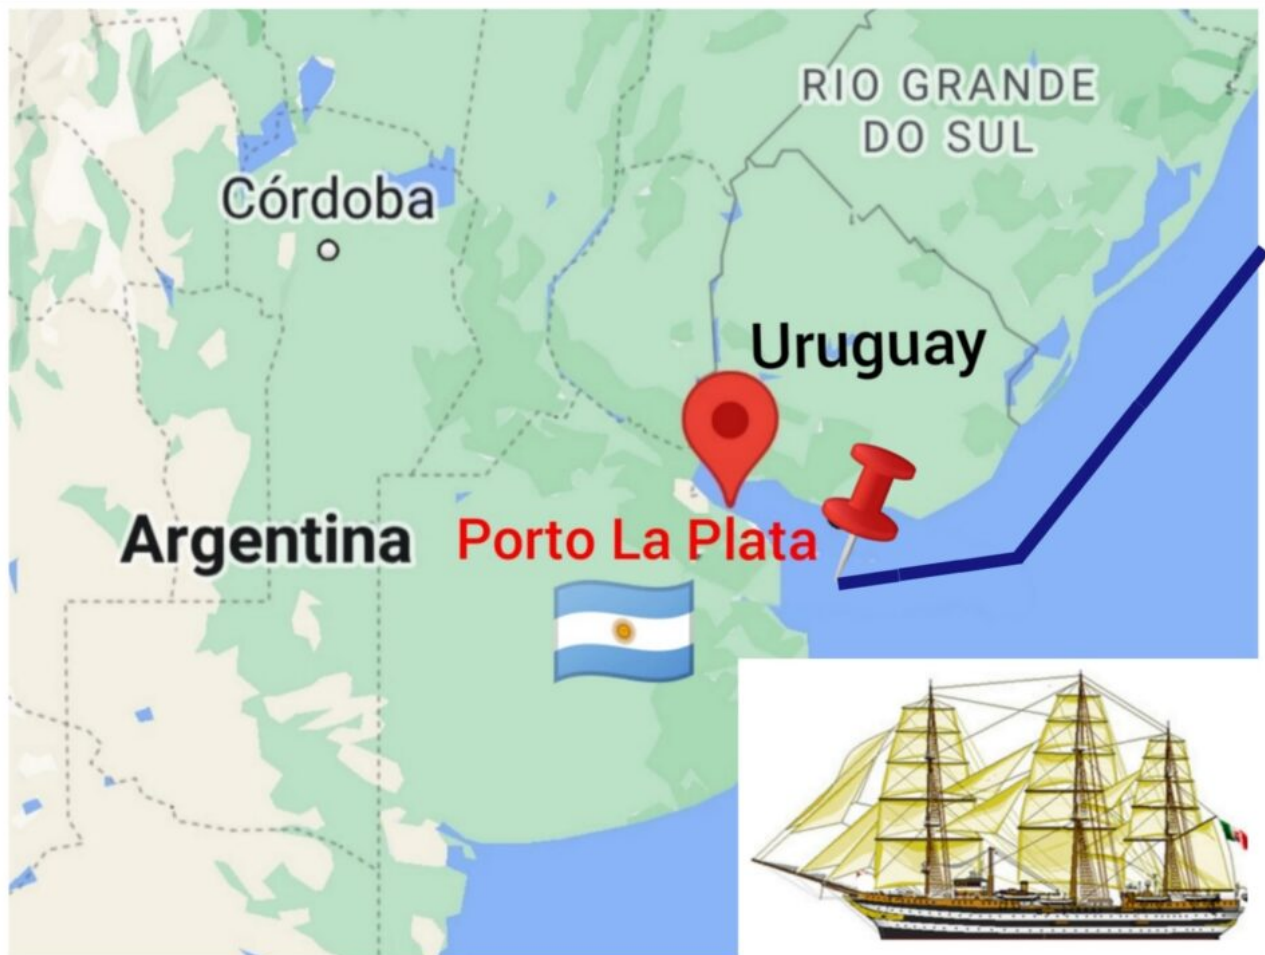 RIO GRANDE
DO SUL
Córdoba
Uruguay
Argentina
Porto La Plata